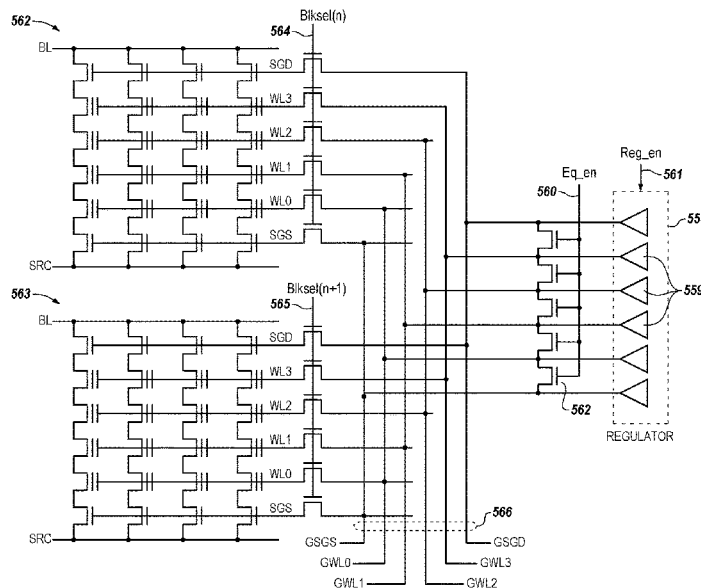 562
Blksel(n)
564
BL
SGD
WL3
WL2
WL1
WL0
SGS
SRC
Reg_en
561
Eq_en
560
55
559
562
REGULATOR
563
Blksel(n+1)
565
BL
SGD
WL3
WL2
WL1
WL0
SGS
SRC
566
GSGS
GSGD
GWL0
GWL3
GWL1
GWL2